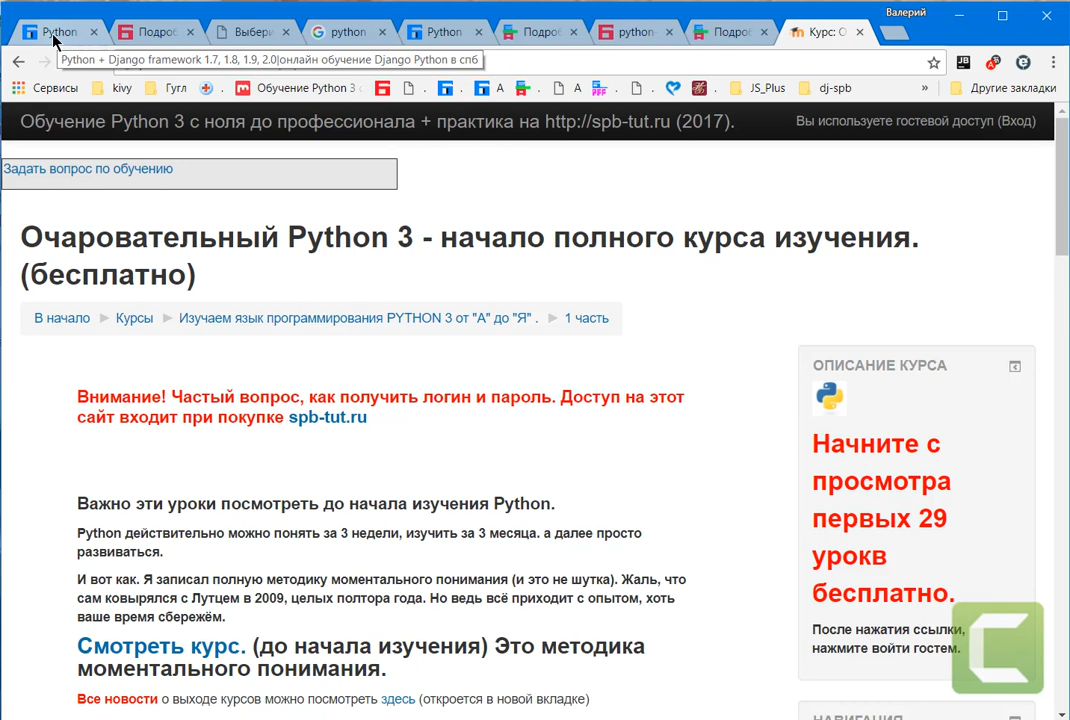 Валерий
Python
Подроб
Выбери
python
Python
Подроб
python
Подроб
Курс: О
Python + Django framework 1.7, 1.8, 1.9, 2.0|онлайн обучение Django Python в спб
Сервисы kivy Гугл . Обучение Python 3 . A . A . . JS_Plus dj-spb » Другие закладки
Обучение Python 3 с ноля до профессионала + практика на http://spb-tut.ru (2017).
Вы используете гостевой доступ (Вход)
Задать вопрос по обучению
Очаровательный Python 3 - начало полного курса изучения.
(бесплатно)
В начало ► Курсы ► Изучаем язык программирования PYTHON 3 от "А" до "Я" . ► 1 часть
Внимание! Частый вопрос, как получить логин и пароль. Доступ на этот
сайт входит при покупке spb-tut.ru
Важно эти уроки посмотреть до начала изучения Python.
Python действительно можно понять за 3 недели, изучить за 3 месяца. а далее просто
развиваться.
И вот как. Я записал полную методику моментального понимания (и это не шутка). Жаль, что
сам ковырялся с Лутцем в 2009, целых полтора года. Но ведь всё приходит с опытом, хоть
ваше время сбережём.
Смотреть курс. (до начала изучения) Это методика
моментального понимания.
Все новости о выходе курсов можно посмотреть здесь (откроется в новой вкладке)
ОПИСАНИЕ КУРСА
Начните с
просмотра
первых 29
урокв
бесплатно.
После нажатия ссылки,
нажмите войти гостем.
НАВИГАЦИЯ